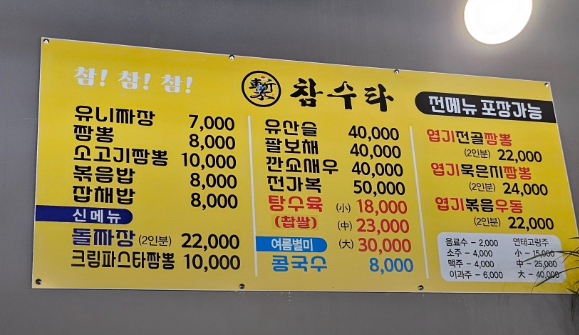 참! 참! 참!
참수타
전메뉴 포장가능
유니짜장 7,000
짬뽕 8,000
소고기짬뽕 10,000
볶음밥 8,000
잡채밥 8,000
신메뉴
돌짜장 (2인분) 22,000
크림파스타짬뽕 10,000
유산슬 40,000
팔보채 40,000
깐쇼새우 40,000
전가복 50,000
탕수육 (小) 18,000
(찹쌀) (中) 23,000
(大) 30,000
여름별미
콩국수 8,000
엽기전골짬뽕
(2인분) 22,000
엽기묵은지짬뽕
(2인분) 24,000
엽기볶음우동
(2인분) 22,000
음료수 - 2,000
소주 - 4,000
맥주 - 4,000
이과주 - 6,000
연태고량주
小 - 15,000
中 - 25,000
大 - 40,000